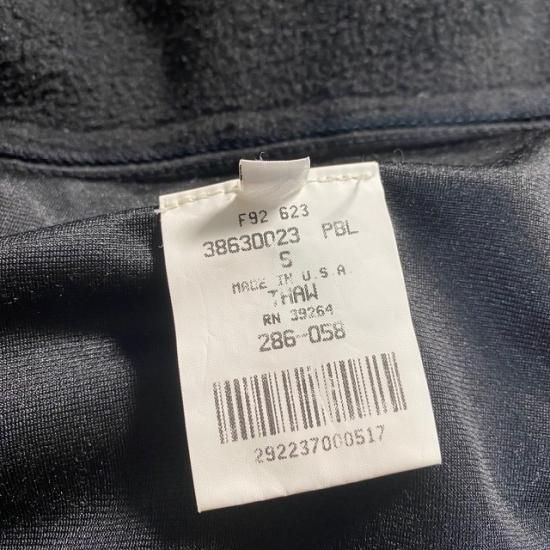 F92 623
38630023 PBL
S
MADE IN U.S.A.
THAW
RN 39264
286-058
292237000517